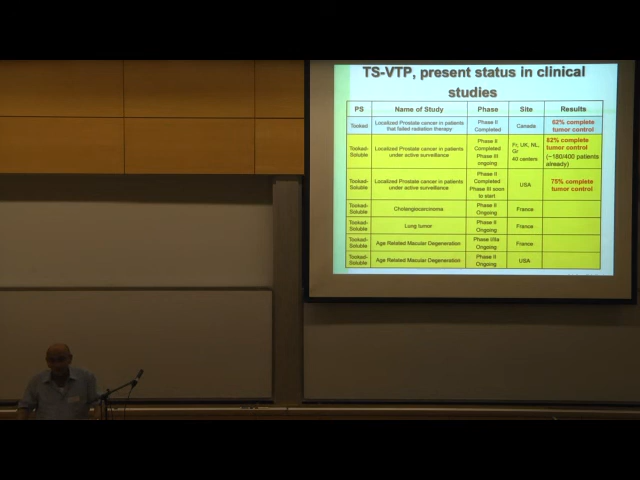 TS-VTP, present status in clinical
studies
PS Name of Study Phase Site Results
Tookad Localized Prostate cancer in patients that failed radiation therapy Phase II Completed Canada 62% complete tumor control
Tookad-Soluble Localized Prostate cancer in patients under active surveillance Phase II Completed Phase III ongoing Fr, UK, NL, Gr 40 centers 82% complete tumor control (~180/400 patients already)
Tookad-Soluble Localized Prostate cancer in patients under active surveillance Phase II Completed Phase III soon to start USA 75% complete tumor control
Tookad-Soluble Cholangiocarcinoma Phase II Ongoing France
Tookad-Soluble Lung tumor Phase II Ongoing France
Tookad-Soluble Age Related Macular Degeneration Ongoing France
Tookad-Soluble Age Related Macular Degeneration Phase II Ongoing USA